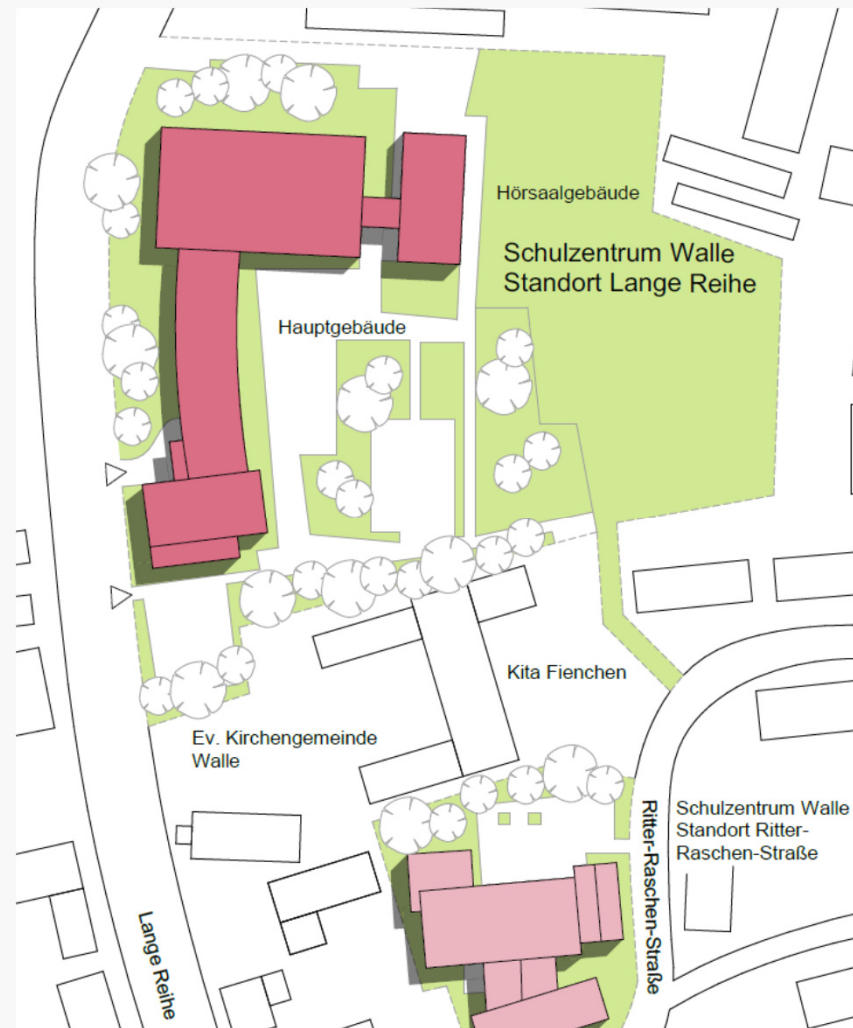 Hörsaalgebäude
Schulzentrum Walle
Standort Lange Reihe
Hauptgebäude
Kita Fienchen
Ev. Kirchengemeinde
Walle
Schulzentrum Walle
Standort Ritter-
Raschen-Straße
Ritter-Raschen-Straße
Lange Reihe